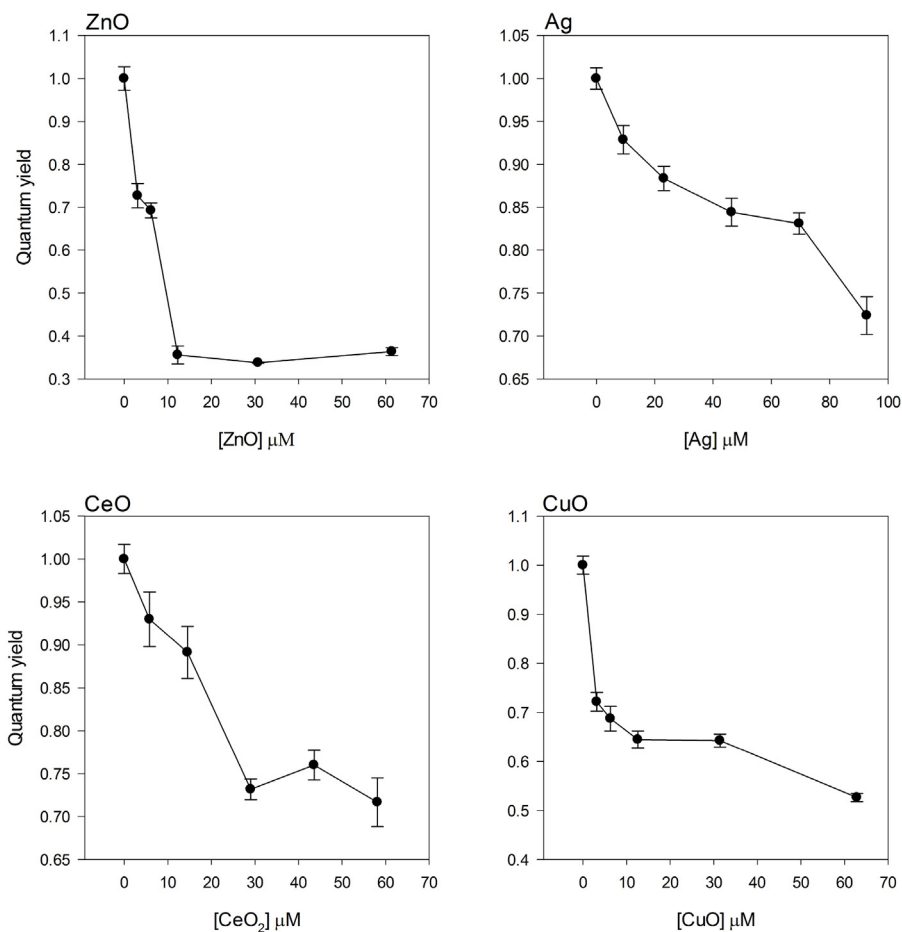 ZnO
1.1
1.0
0.9
0.8
0.7
0.6
0.5
0.4
0.3
Quantum yield
0 10 20 30 40 50 60 70
[ZnO] μM
Ag
1.05
1.00
0.95
0.90
0.85
0.80
0.75
0.70
0.65
0 20 40 60 80 100
[Ag] μM
CeO
1.05
1.00
0.95
0.90
0.85
0.80
0.75
0.70
0.65
Quantum yield
0 10 20 30 40 50 60 70
[CeO₂] μM
CuO
1.1
1.0
0.9
0.8
0.7
0.6
0.5
0.4
0 10 20 30 40 50 60 70
[CuO] μM